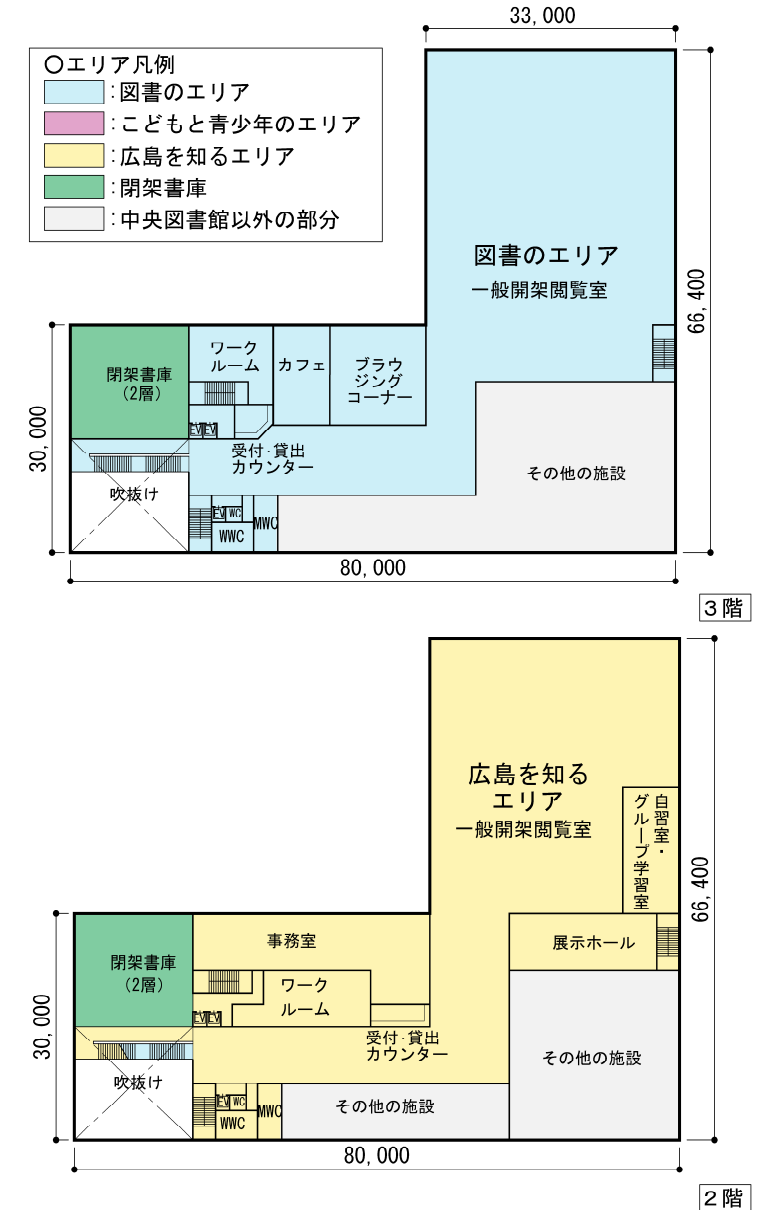 33,000
○エリア凡例
:図書のエリア
:こどもと青少年のエリア
:広島を知るエリア
:閉架書庫
:中央図書館以外の部分
図書のエリア
一般開架閲覧室
66,400
閉架書庫
(2層)
ワーク
ルーム
カフェ
ブラウ
ジング
コーナー
EV EV
受付·貸出
カウンター
30,000
吹抜け
その他の施設
EV WC
WWC
MWC
80,000
3階
広島を知る
エリア
一般開架閲覧室
自習室・
グループ学習室
66,400
閉架書庫
(2層)
事務室
展示ホール
ワーク
ルーム
EV EV
受付·貸出
カウンター
30,000
吹抜け
その他の施設
EV WC
WWC
MWC
その他の施設
80,000
2階